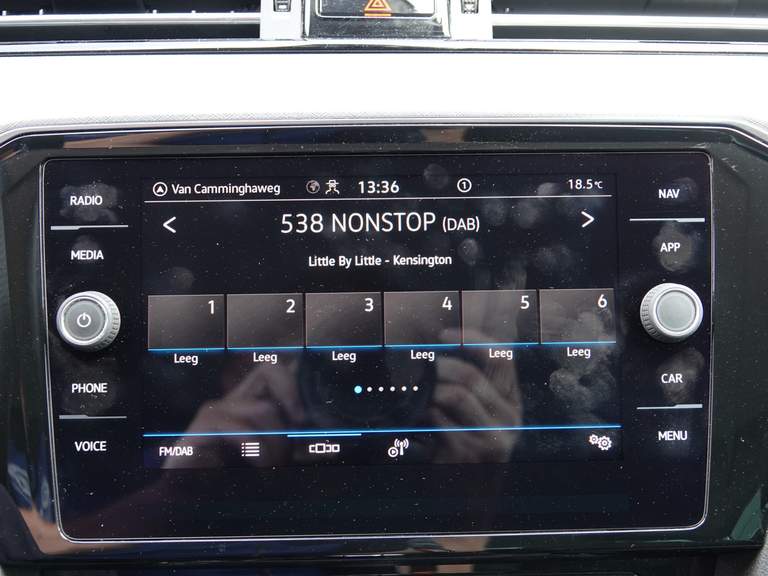 RADIO
MEDIA
PHONE
VOICE
Van Camminghaweg 13:36 1 18.5°C
< 538 NONSTOP (DAB) >
Little By Little - Kensington
1 2 3 4 5 6
Leeg Leeg Leeg Leeg Leeg Leeg
FM/DAB
NAV
APP
CAR
MENU